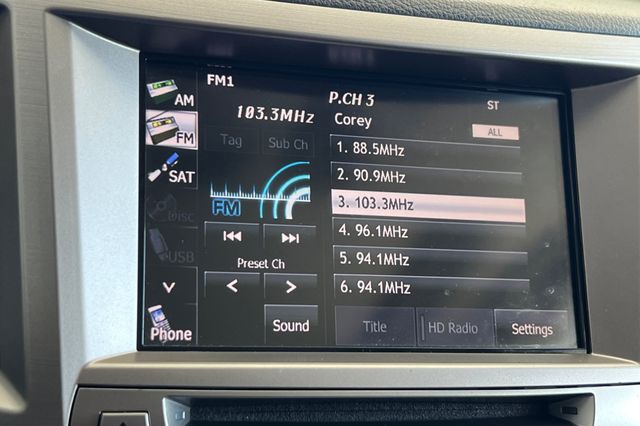 FM1
AM
FM
SAT
Disc
USB
Phone
103.3MHz
Tag
Sub Ch
FM
Preset Ch
<
>
Sound
P.CH 3
ST
Corey
ALL
1. 88.5MHz
2. 90.9MHz
3. 103.3MHz
4. 96.1MHz
5. 94.1MHz
6. 94.1MHz
Title
HD Radio
Settings